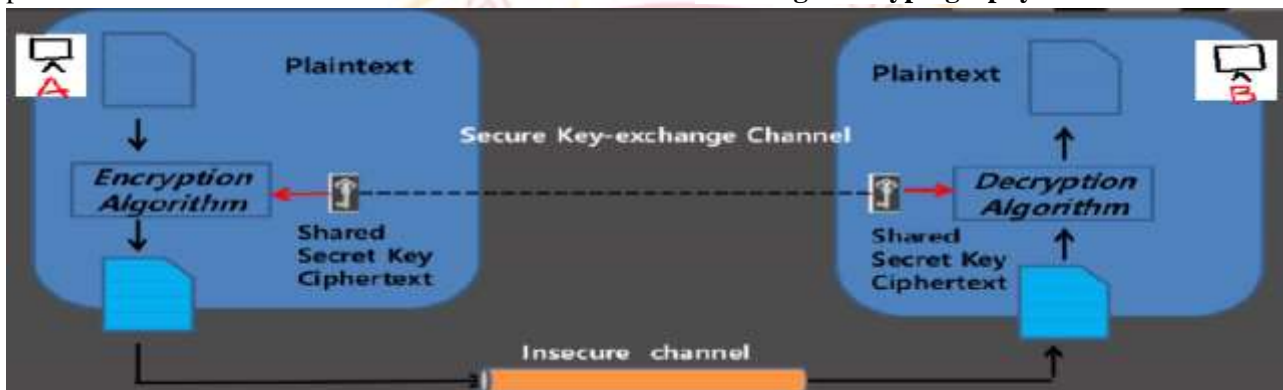 A
Plaintext
Encryption
Algorithm
Shared
Secret Key
Ciphertext
Secure Key-exchange Channel
Insecure channel
Plaintext
B
Decryption
Algorithm
Shared
Secret Key
Ciphertext